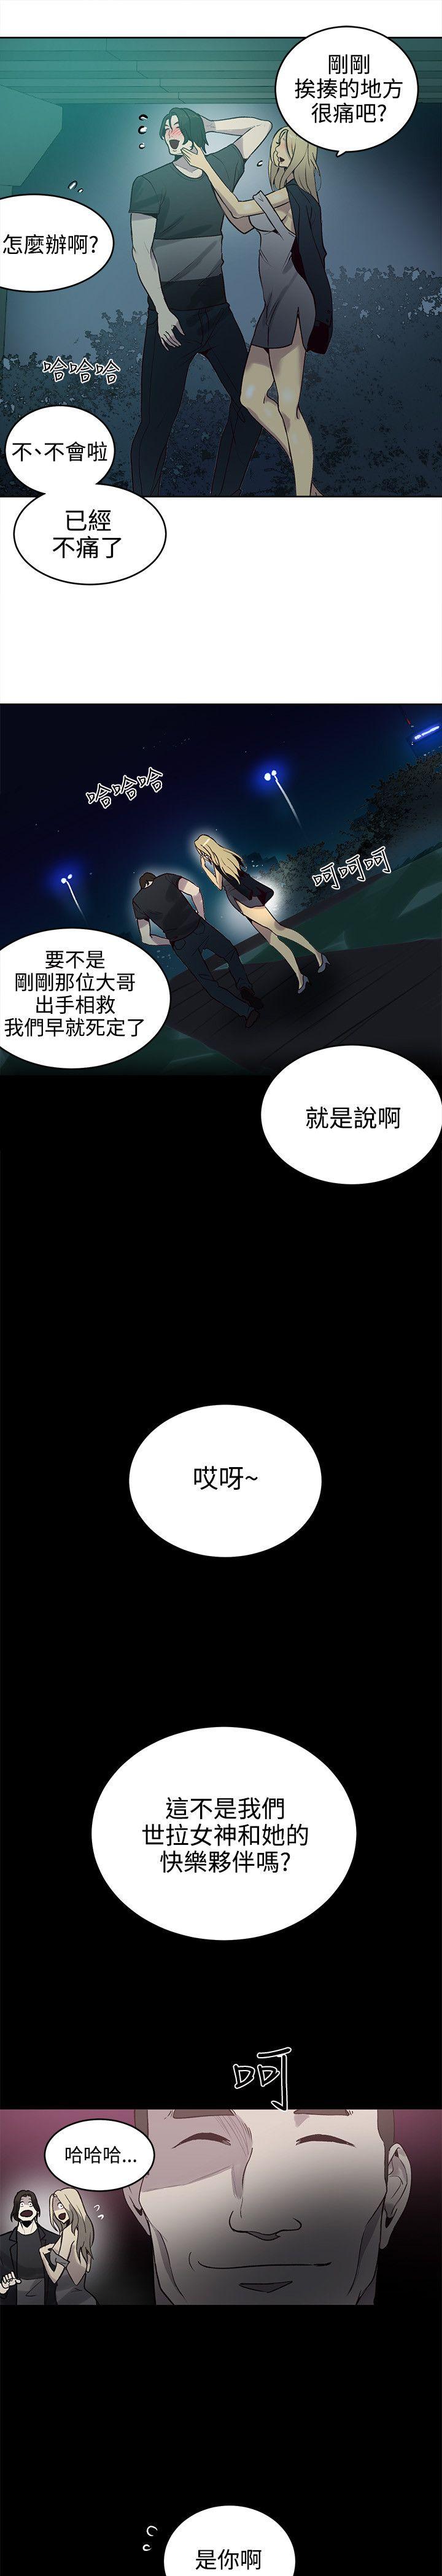 剛剛
挨揍的地方
很痛吧?
怎麼辦啊?
哈哈哈
不、不會啦
已經
不痛了
哈哈哈
呵呵呵
要不是
剛剛那位大哥
出手相救
我們早就死定了
就是說啊
哎呀~
這不是我們
世拉女神和她的
快樂夥伴嗎?
呵
哈哈哈...
是你啊